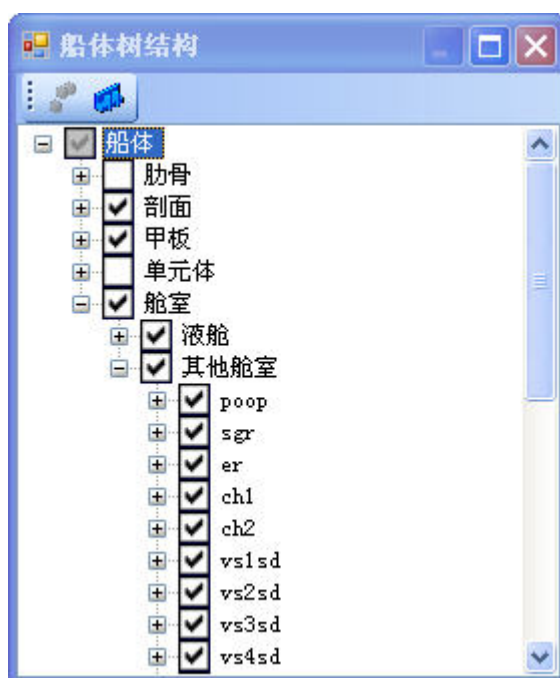 船体树结构
船体
肋骨
剖面
甲板
单元体
舱室
液舱
其他舱室
poop
sgr
er
ch1
ch2
vs1sd
vs2sd
vs3sd
vs4sd